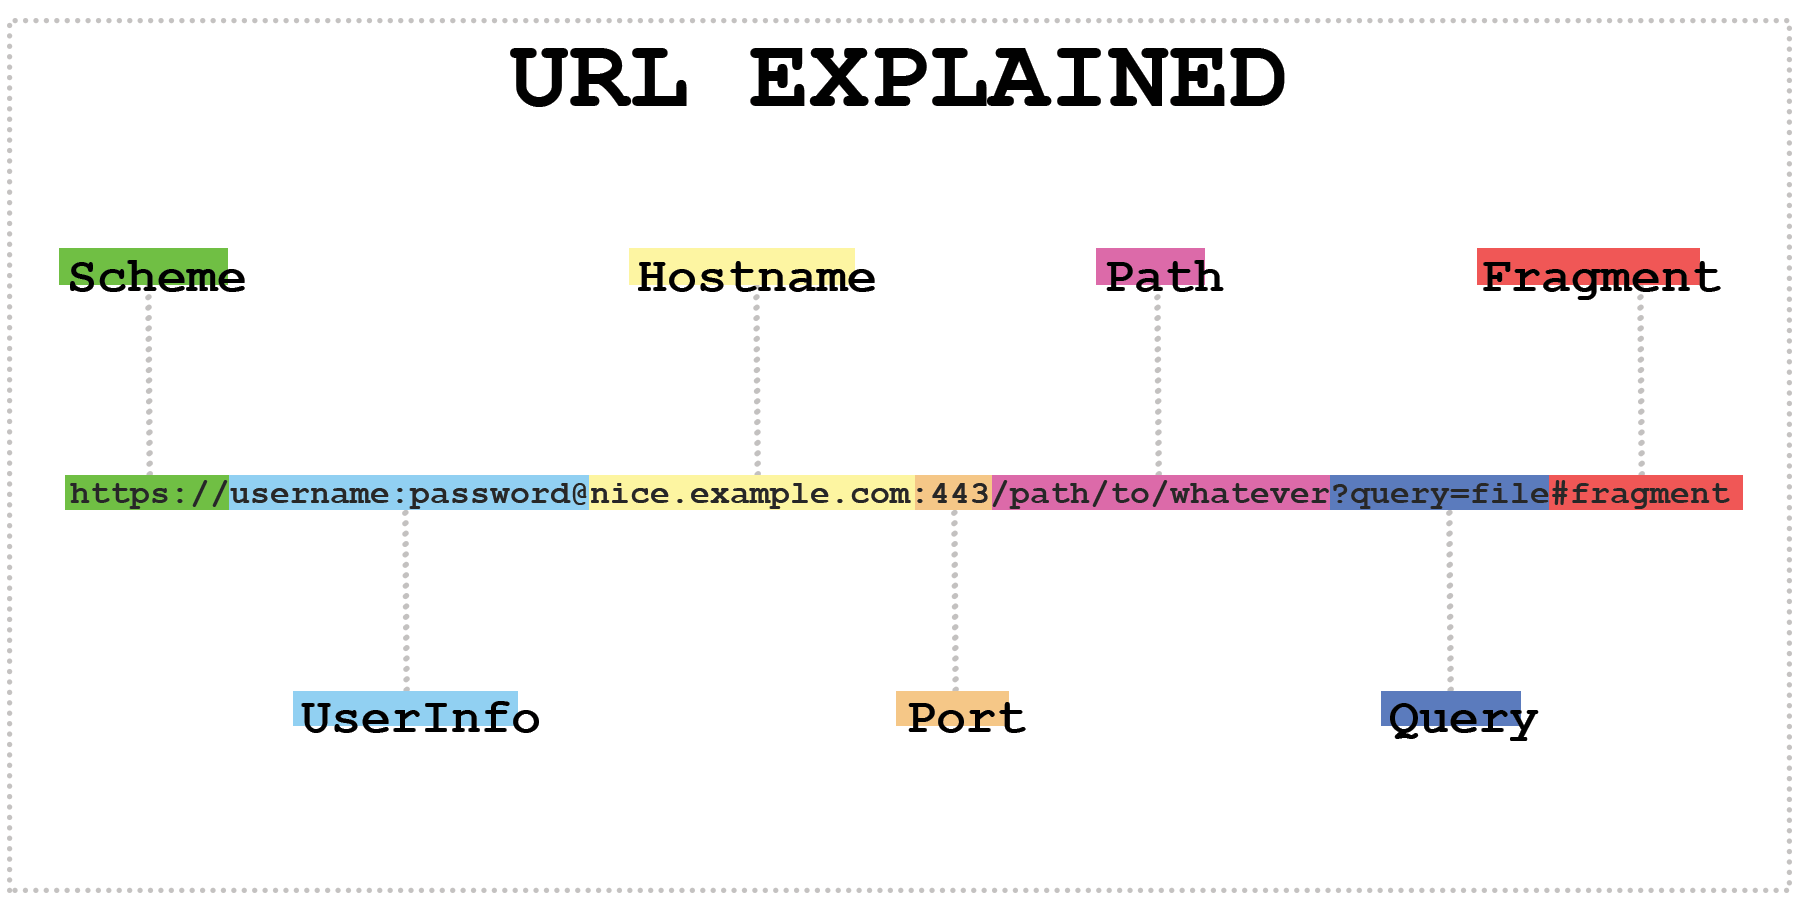 URL EXPLAINED
Scheme Hostname Path Fragment
https://username:password@nice.example.com:443/path/to/whatever?query=file#fragment
UserInfo Port Query